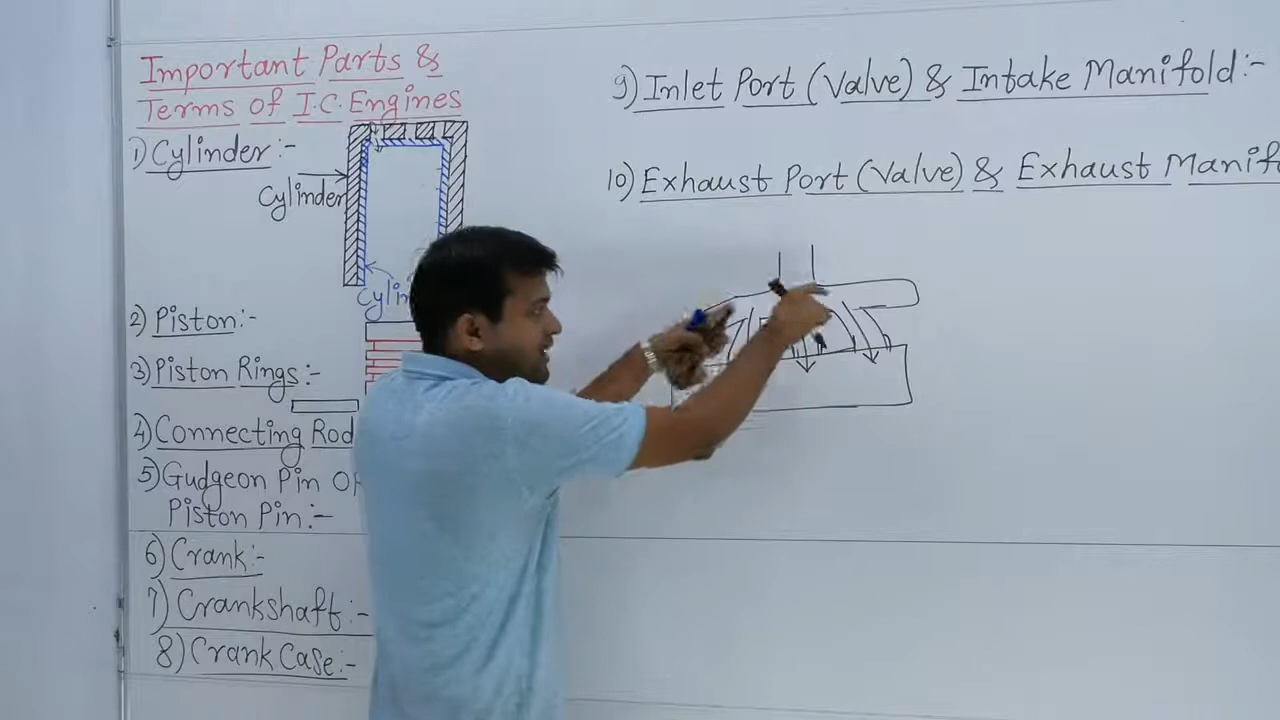 Important Parts &
Terms of I.C. Engines
1) Cylinder:-
Cylinder
2) Piston:-
3) Piston Rings:-
4) Connecting Rod
5) Gudgeon Pin Or
Piston Pin:-
6) Crank:-
7) Crankshaft:-
8) Crank Case:-
9) Inlet Port (Valve) & Intake Manifold:-
10) Exhaust Port (Valve) & Exhaust